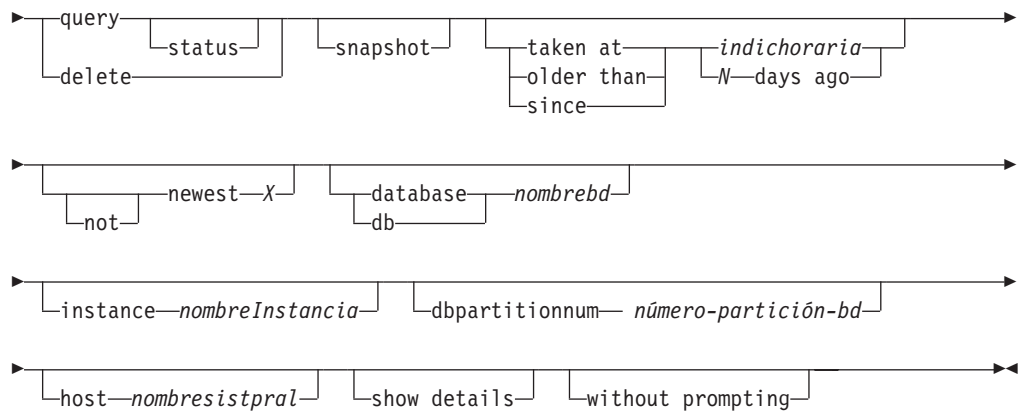 query status snapshot taken at indichoraria
delete older than N days ago
since
not newest X database nombrebd
db
instance nombreInstancia dbpartitionnum número-partición-bd
host nombresistpral show details without prompting